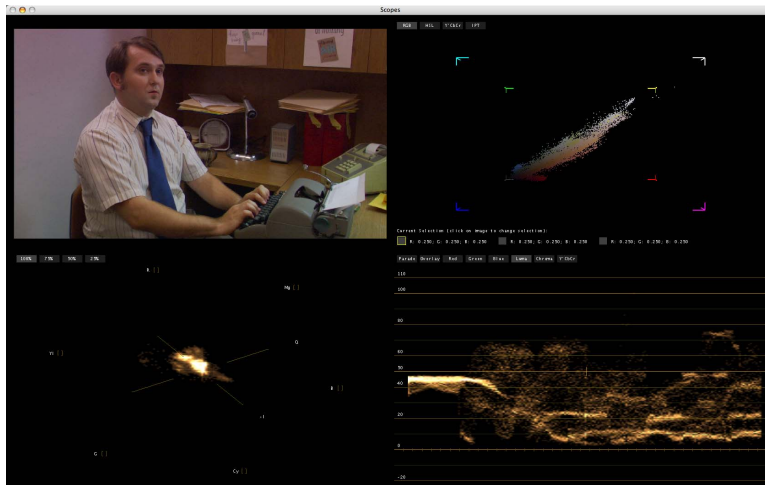 Scopes
RGB HSL Y'CbCr IPT
Current Selection (click on image to change selection):
R: 0.250; G: 0.250; B: 0.250 R: 0.250; G: 0.250; B: 0.250 R: 0.250; G: 0.250; B: 0.250
100% 75% 50% 25%
Parade Overlay Red Green Blue Luma Chroma Y'CbCr
R
Mg
Q
Yl
B
-I
G
Cy
110
100
80
60
50
40
20
0
-20